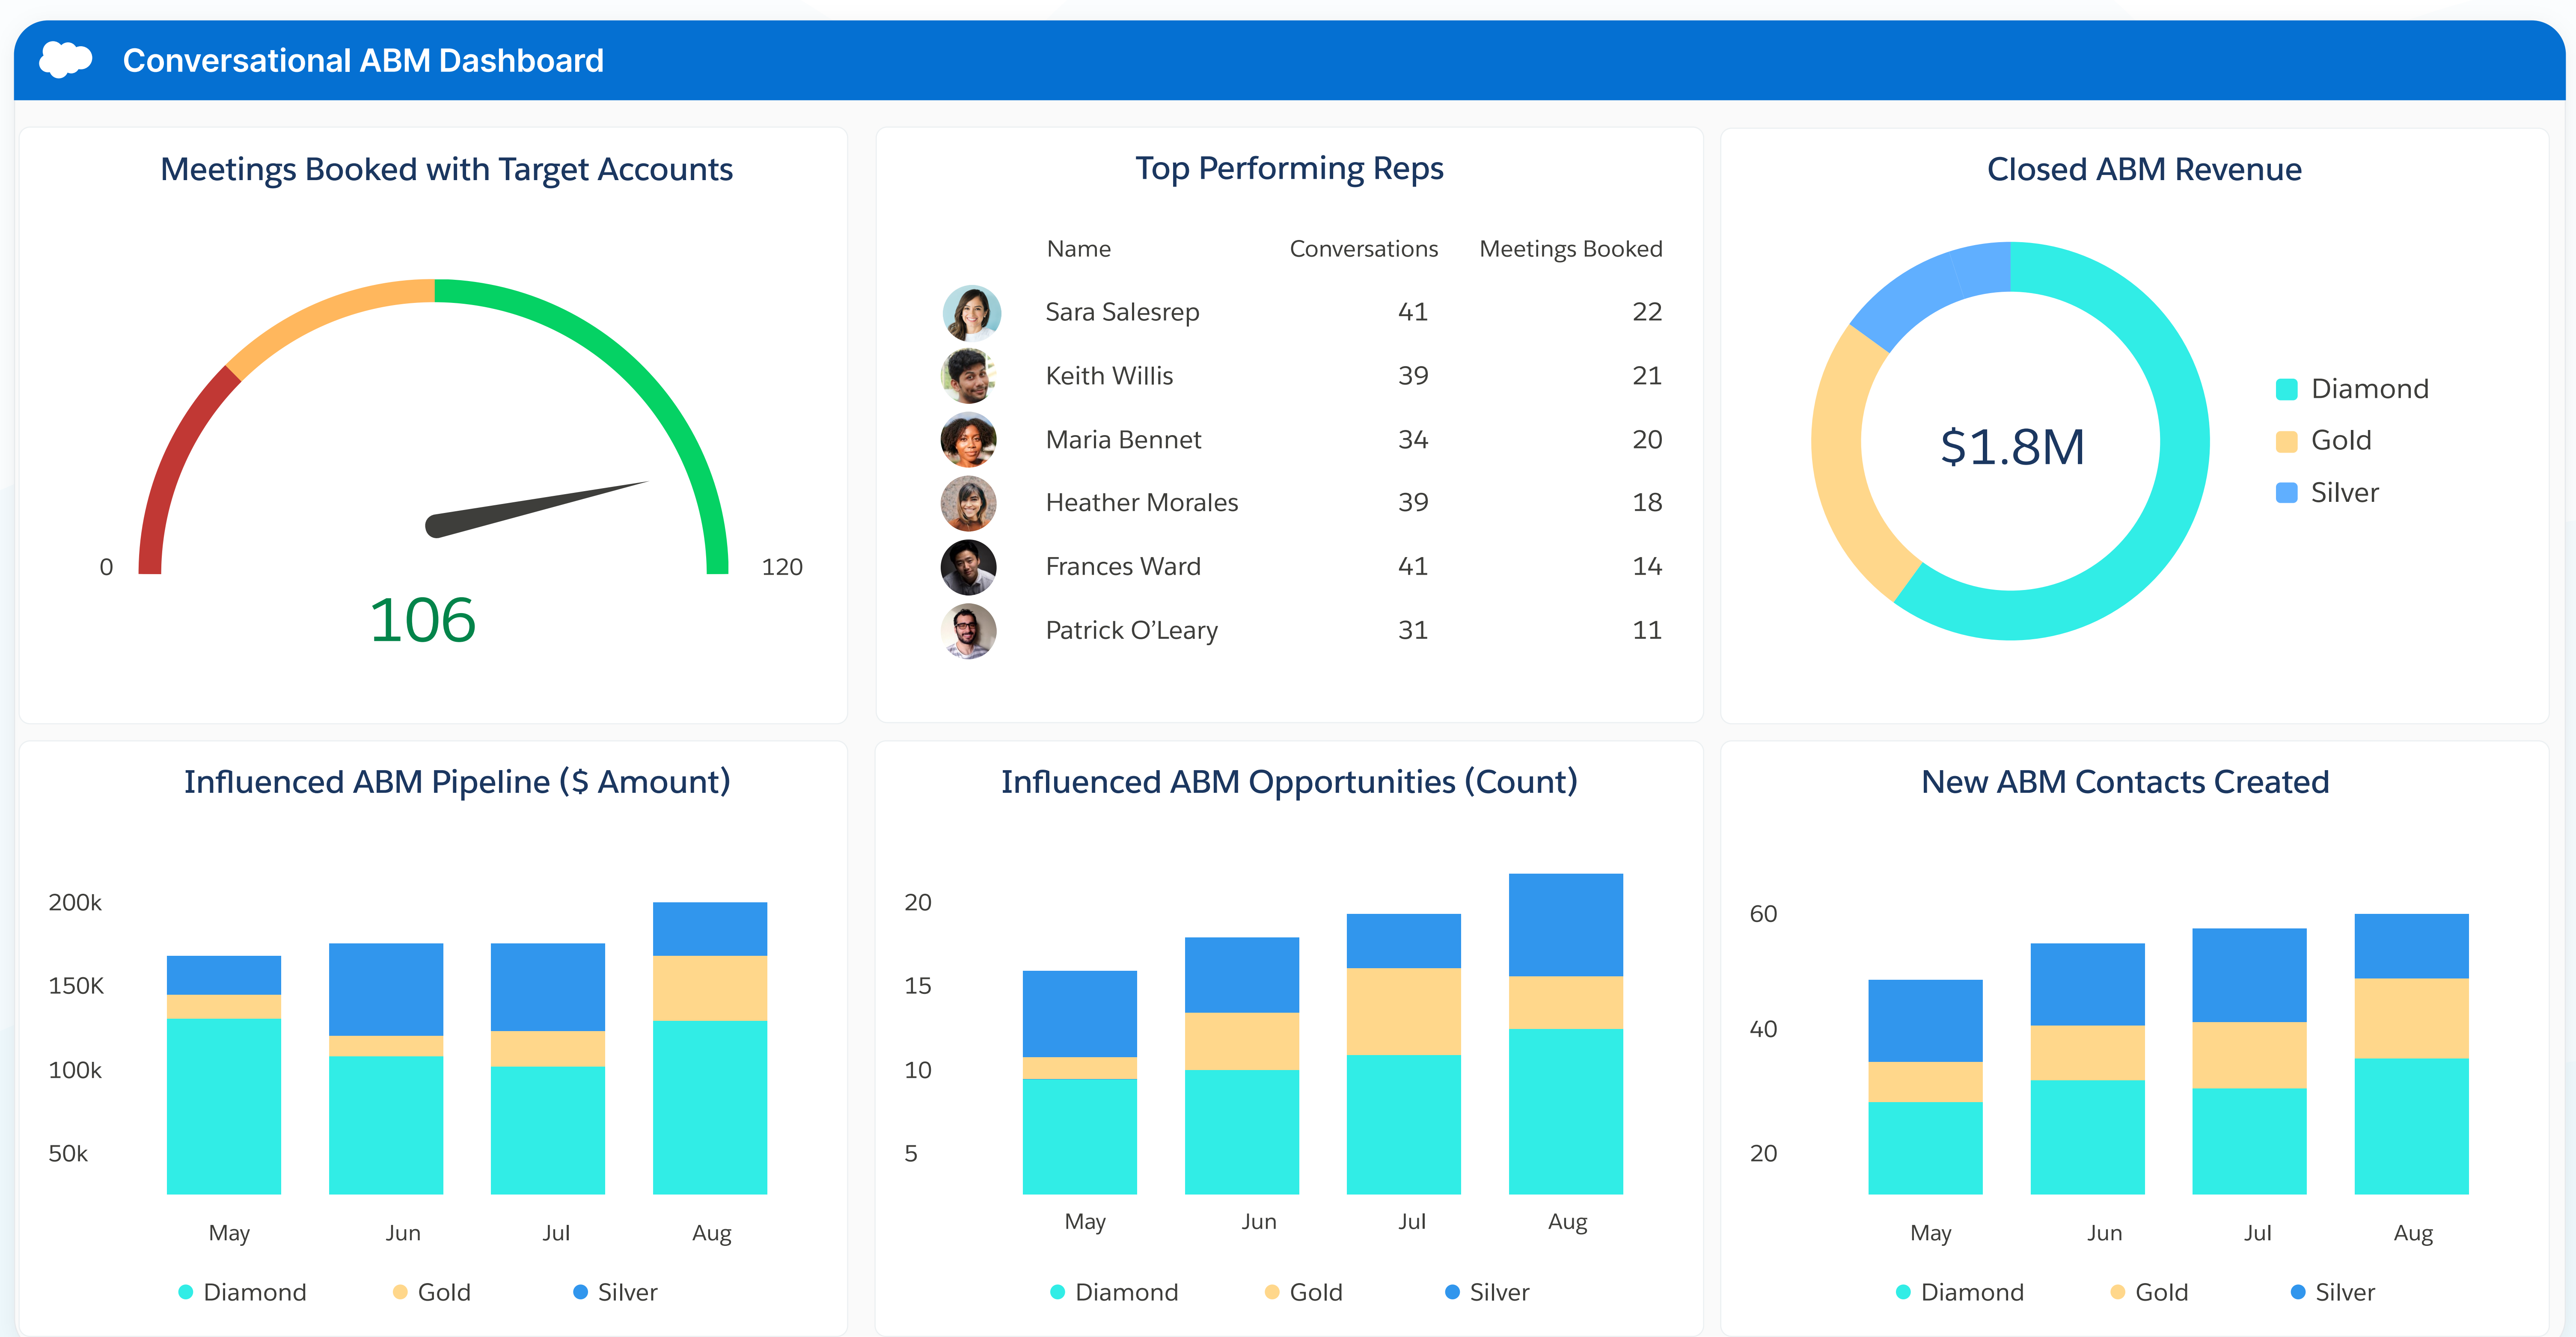 Conversational ABM Dashboard
Meetings Booked with Target Accounts
0
120
106
Top Performing Reps
Name Conversations Meetings Booked
Sara Salesrep 41 22
Keith Willis 39 21
Maria Bennet 34 20
Heather Morales 39 18
Frances Ward 41 14
Patrick O’Leary 31 11
Closed ABM Revenue
$1.8M
Diamond
Gold
Silver
Influenced ABM Pipeline ($ Amount)
200k
150K
100k
50k
May Jun Jul Aug
Diamond Gold Silver
Influenced ABM Opportunities (Count)
20
15
10
5
May Jun Jul Aug
Diamond Gold Silver
New ABM Contacts Created
60
40
20
May Jun Jul Aug
Diamond Gold Silver